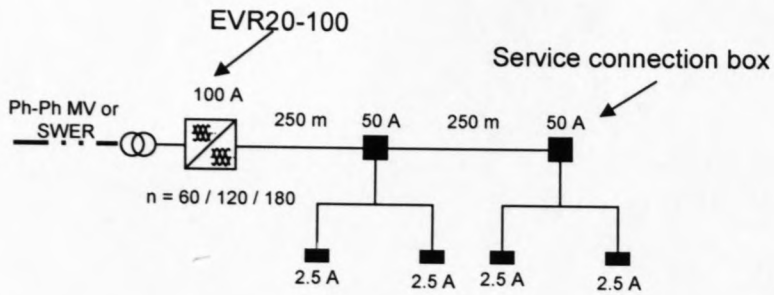 EVR20-100
Service connection box
100 A
Ph-Ph MV or
SWER
250 m
50 A
250 m
50 A
n = 60 / 120 / 180
2.5 A
2.5 A
2.5 A
2.5 A